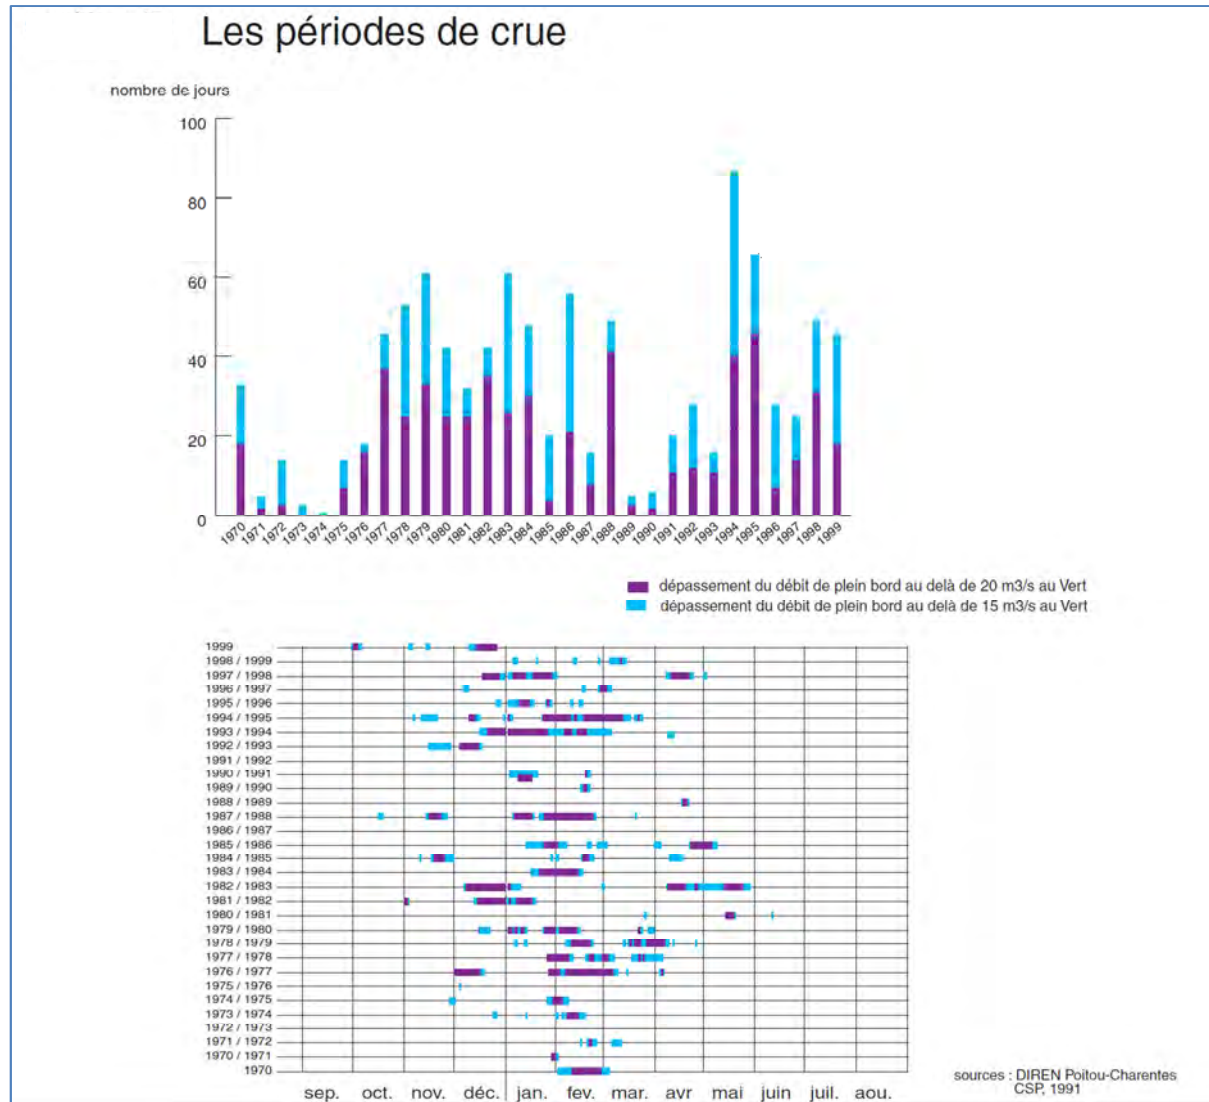 Les périodes de crue
nombre de jours
100
80
60
40
20
0
1970 1971 1972 1973 1974 1975 1976 1977 1978 1979 1980 1981 1982 1983 1984 1985 1986 1987 1988 1989 1990 1991 1992 1993 1994 1995 1996 1997 1998 1999
dépassement du débit de plein bord au delà de 20 m3/s au Vert
dépassement du débit de plein bord au delà de 15 m3/s au Vert
1999
1998 / 1999
1997 / 1998
1996 / 1997
1995 / 1996
1994 / 1995
1993 / 1994
1992 / 1993
1991 / 1992
1990 / 1991
1989 / 1990
1988 / 1989
1987 / 1988
1986 / 1987
1985 / 1986
1984 / 1985
1983 / 1984
1982 / 1983
1981 / 1982
1980 / 1981
1979 / 1980
1978 / 1979
1977 / 1978
1976 / 1977
1975 / 1976
1974 / 1975
1973 / 1974
1972 / 1973
1971 / 1972
1970 / 1971
1970
sep. oct. nov. déc. jan. fev. mar. avr mai juin juil. aou.
sources : DIREN Poitou-Charentes
CSP, 1991